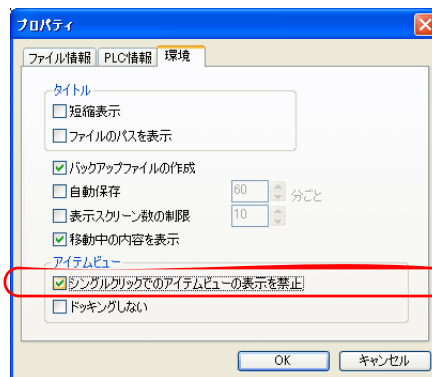 プロパティ
ファイル情報 PLC情報 環境
タイトル
短縮表示
ファイルのパスを表示
バックアップファイルの作成
自動保存 60 分ごと
表示スクリーン数の制限 10
移動中の内容を表示
アイテムビュー
シングルクリックでのアイテムビューの表示を禁止
ドッキングしない
OK キャンセル